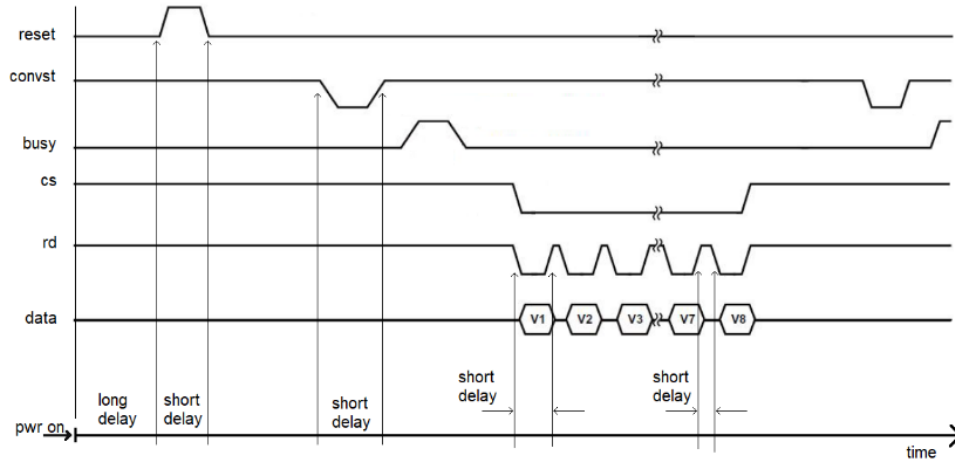 reset
convst
busy
cs
rd
data
V1 V2 V3 V7 V8
long
delay
short
delay
short
delay
short
delay
short
delay
pwr on
time